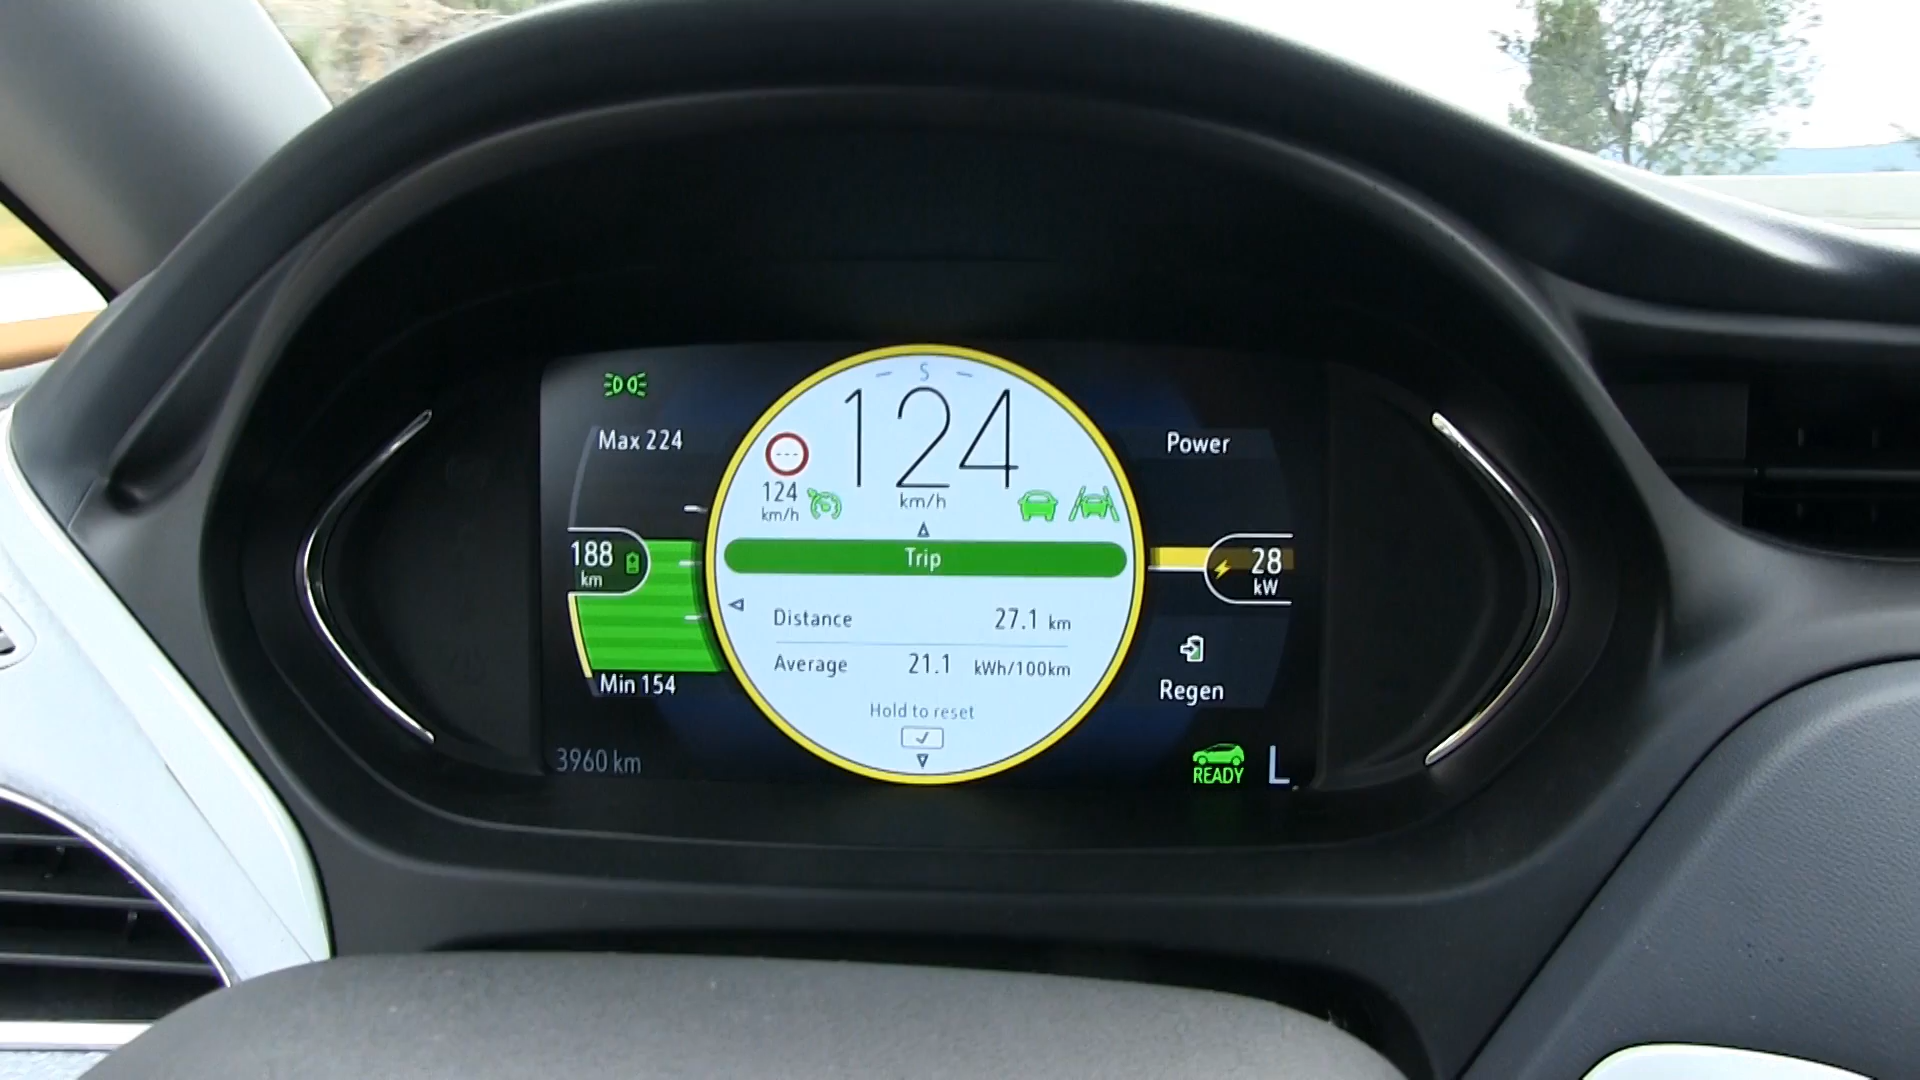 S
Max 224
124
km/h
Power
---
124
km/h
188
km
Trip
28
kW
Distance 27.1 km
Average 21.1 kWh/100km
Min 154
Regen
Hold to reset
3960 km
READY
L